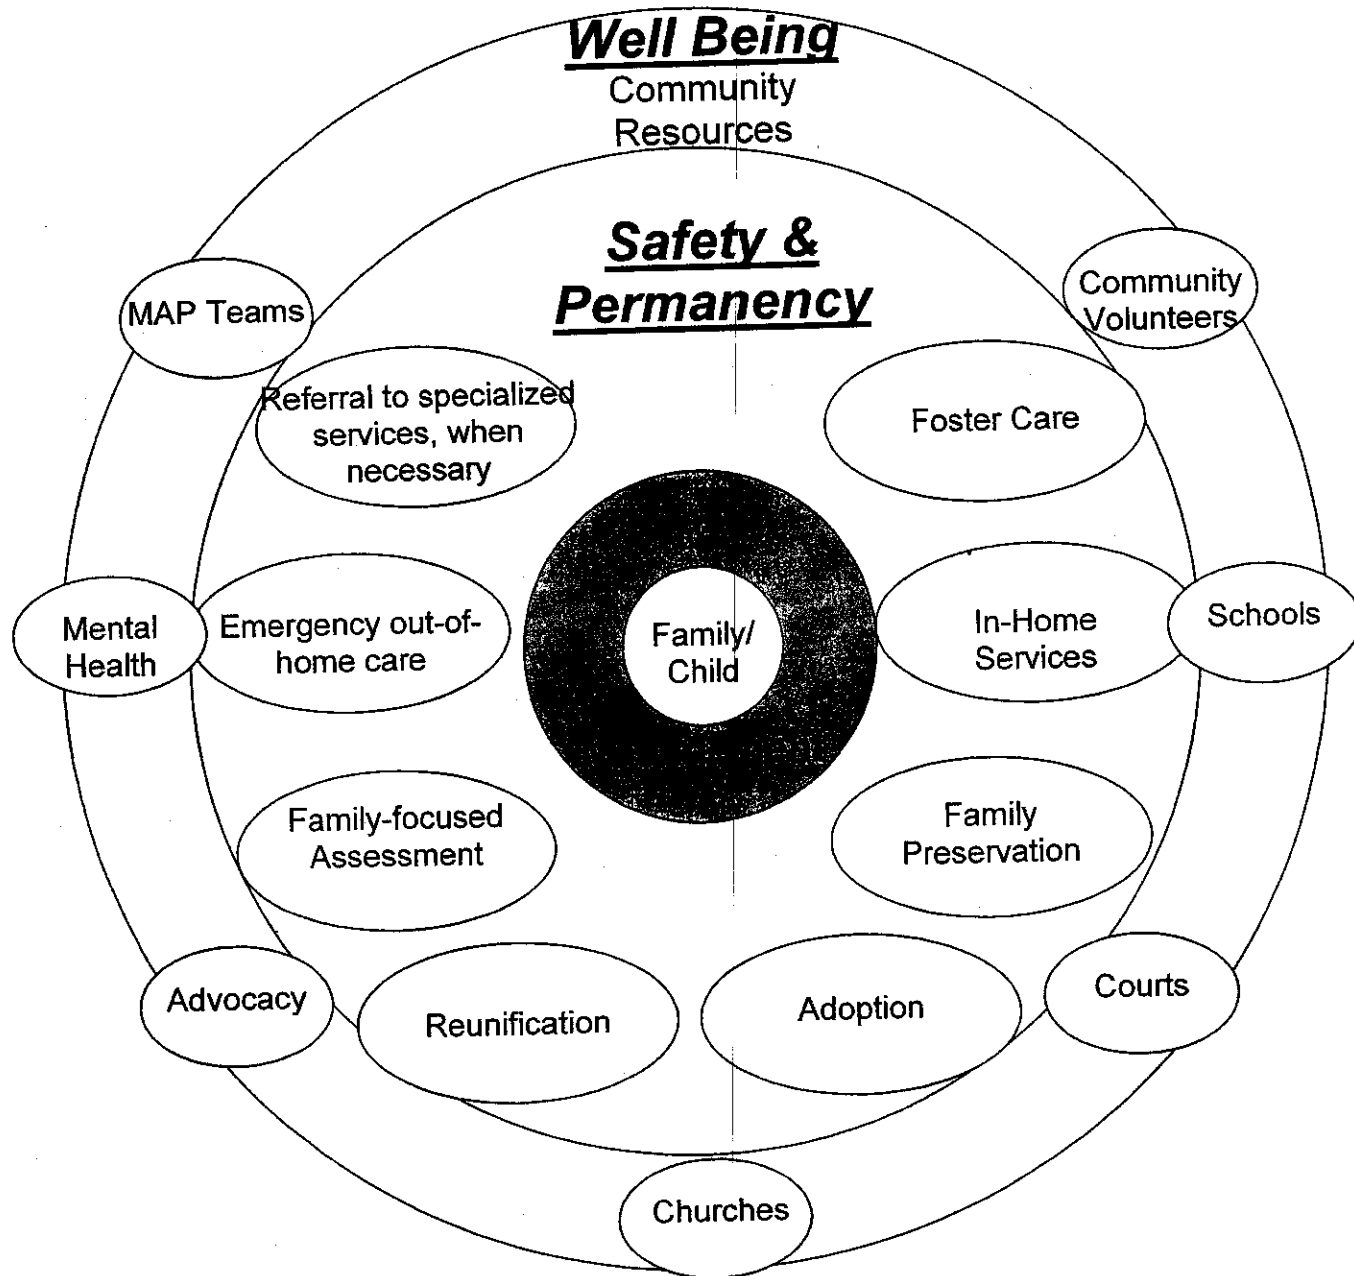 Well Being
Community
Resources
Safety &
Permanency
MAP Teams
Community
Volunteers
Referral to specialized
services, when
necessary
Foster Care
Mental
Health
Emergency out-of-
home care
Family/
Child
In-Home
Services
Schools
Family-focused
Assessment
Family
Preservation
Advocacy
Reunification
Adoption
Courts
Churches